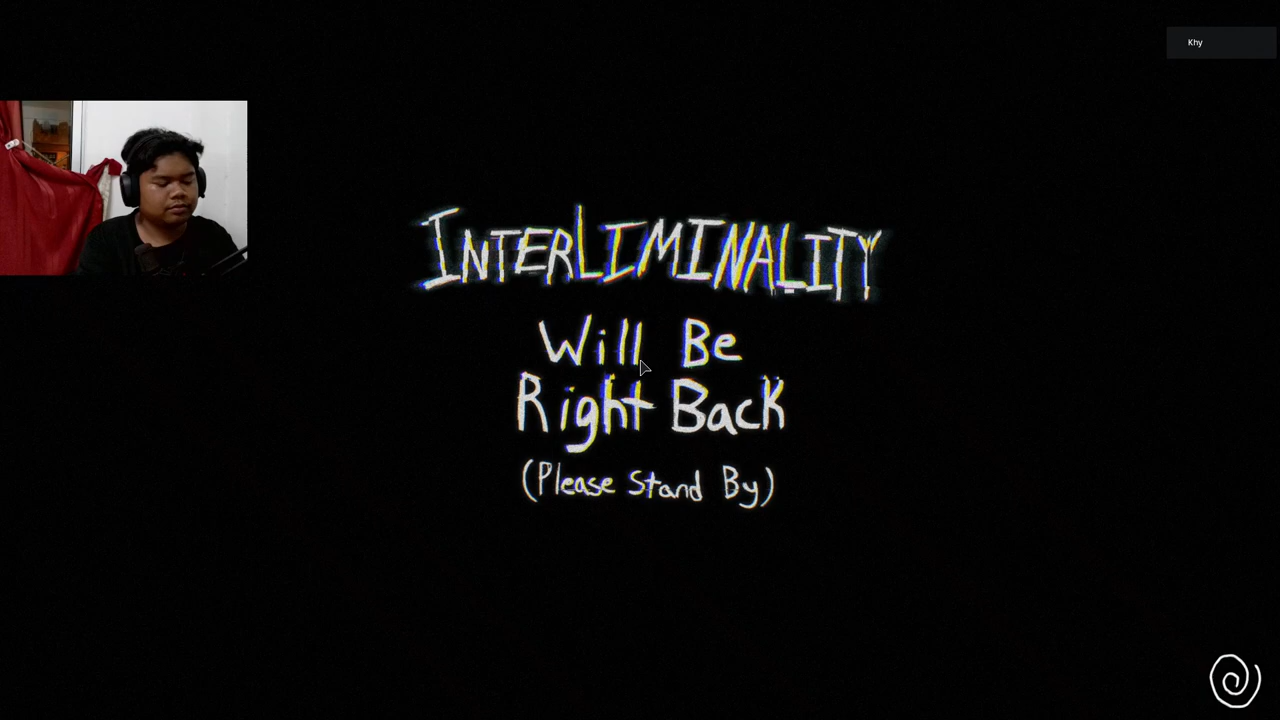 Khy
INTERLIMINALITY
Will Be
Right Back
(Please Stand By)